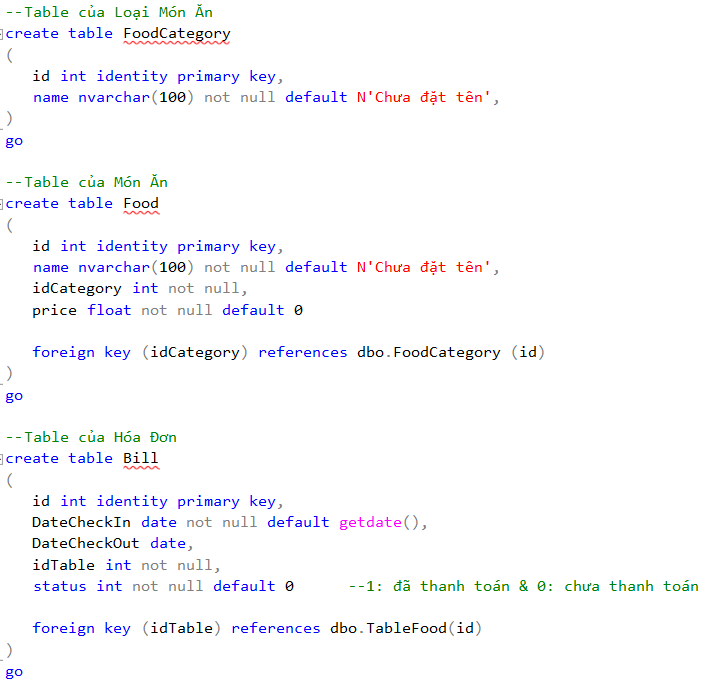 --Table của Loại Món Ăn
create table FoodCategory
(
id int identity primary key,
name nvarchar(100) not null default N'Chưa đặt tên',
)
go
--Table của Món Ăn
create table Food
(
id int identity primary key,
name nvarchar(100) not null default N'Chưa đặt tên',
idCategory int not null,
price float not null default 0
foreign key (idCategory) references dbo.FoodCategory (id)
)
go
--Table của Hóa Đơn
create table Bill
(
id int identity primary key,
DateCheckIn date not null default getdate(),
DateCheckOut date,
idTable int not null,
status int not null default 0 --1: đã thanh toán & 0: chưa thanh toán
foreign key (idTable) references dbo.TableFood(id)
)
go